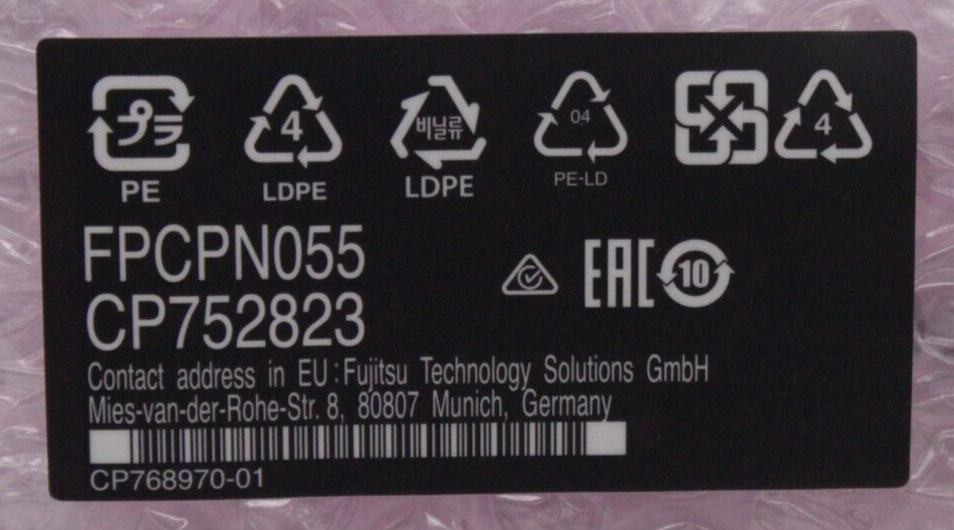 プラ 4 비닐류 04 4
PE LDPE LDPE PE-LD
FPCPN055
EAC 10
CP752823
Contact address in EU:Fujitsu Technology Solutions GmbH
Mies-van-der-Rohe-Str. 8, 80807 Munich, Germany
CP768970-01